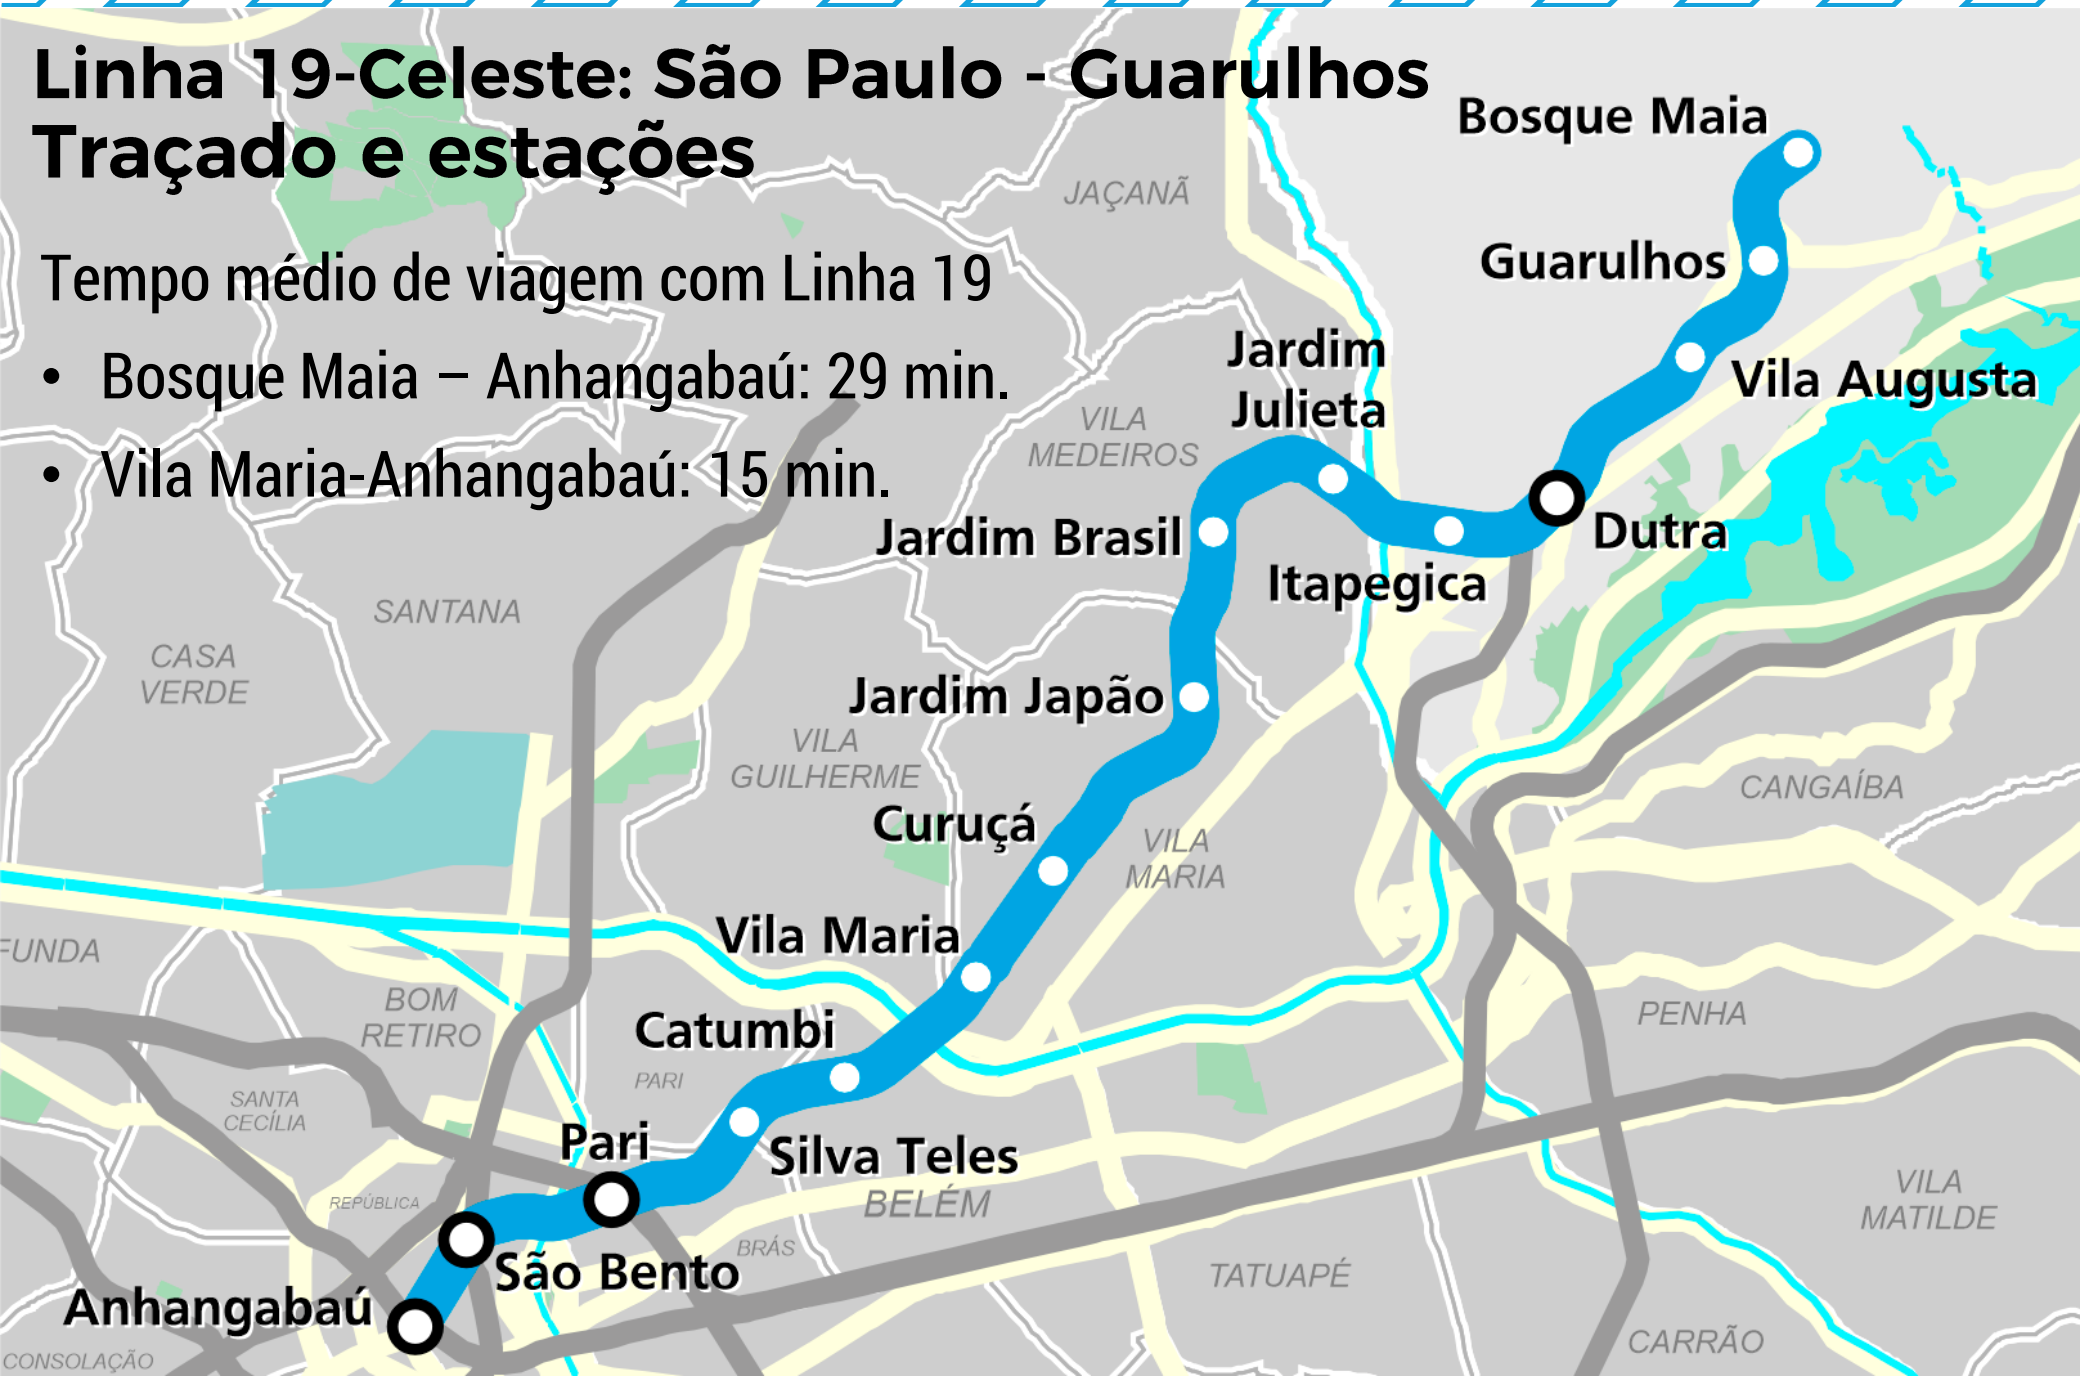 Linha 19-Celeste: São Paulo - Guarulhos
Traçado e estações
Tempo médio de viagem com Linha 19
• Bosque Maia – Anhangabaú: 29 min.
• Vila Maria-Anhangabaú: 15 min.
Bosque Maia
JAÇANÃ
Guarulhos
Jardim
Julieta
Vila Augusta
VILA
MEDEIROS
Jardim Brasil
Dutra
Itapegica
SANTANA
CASA
VERDE
Jardim Japão
VILA
GUILHERME
CANGAÍBA
Curuçá
VILA
MARIA
Vila Maria
FUNDA
BOM
RETIRO
PENHA
Catumbi
PARI
SANTA
CECÍLIA
Pari
Silva Teles
BELÉM
VILA
MATILDE
REPÚBLICA
BRÁS
São Bento
TATUAPÉ
Anhangabaú
CARRÃO
CONSOLAÇÃO